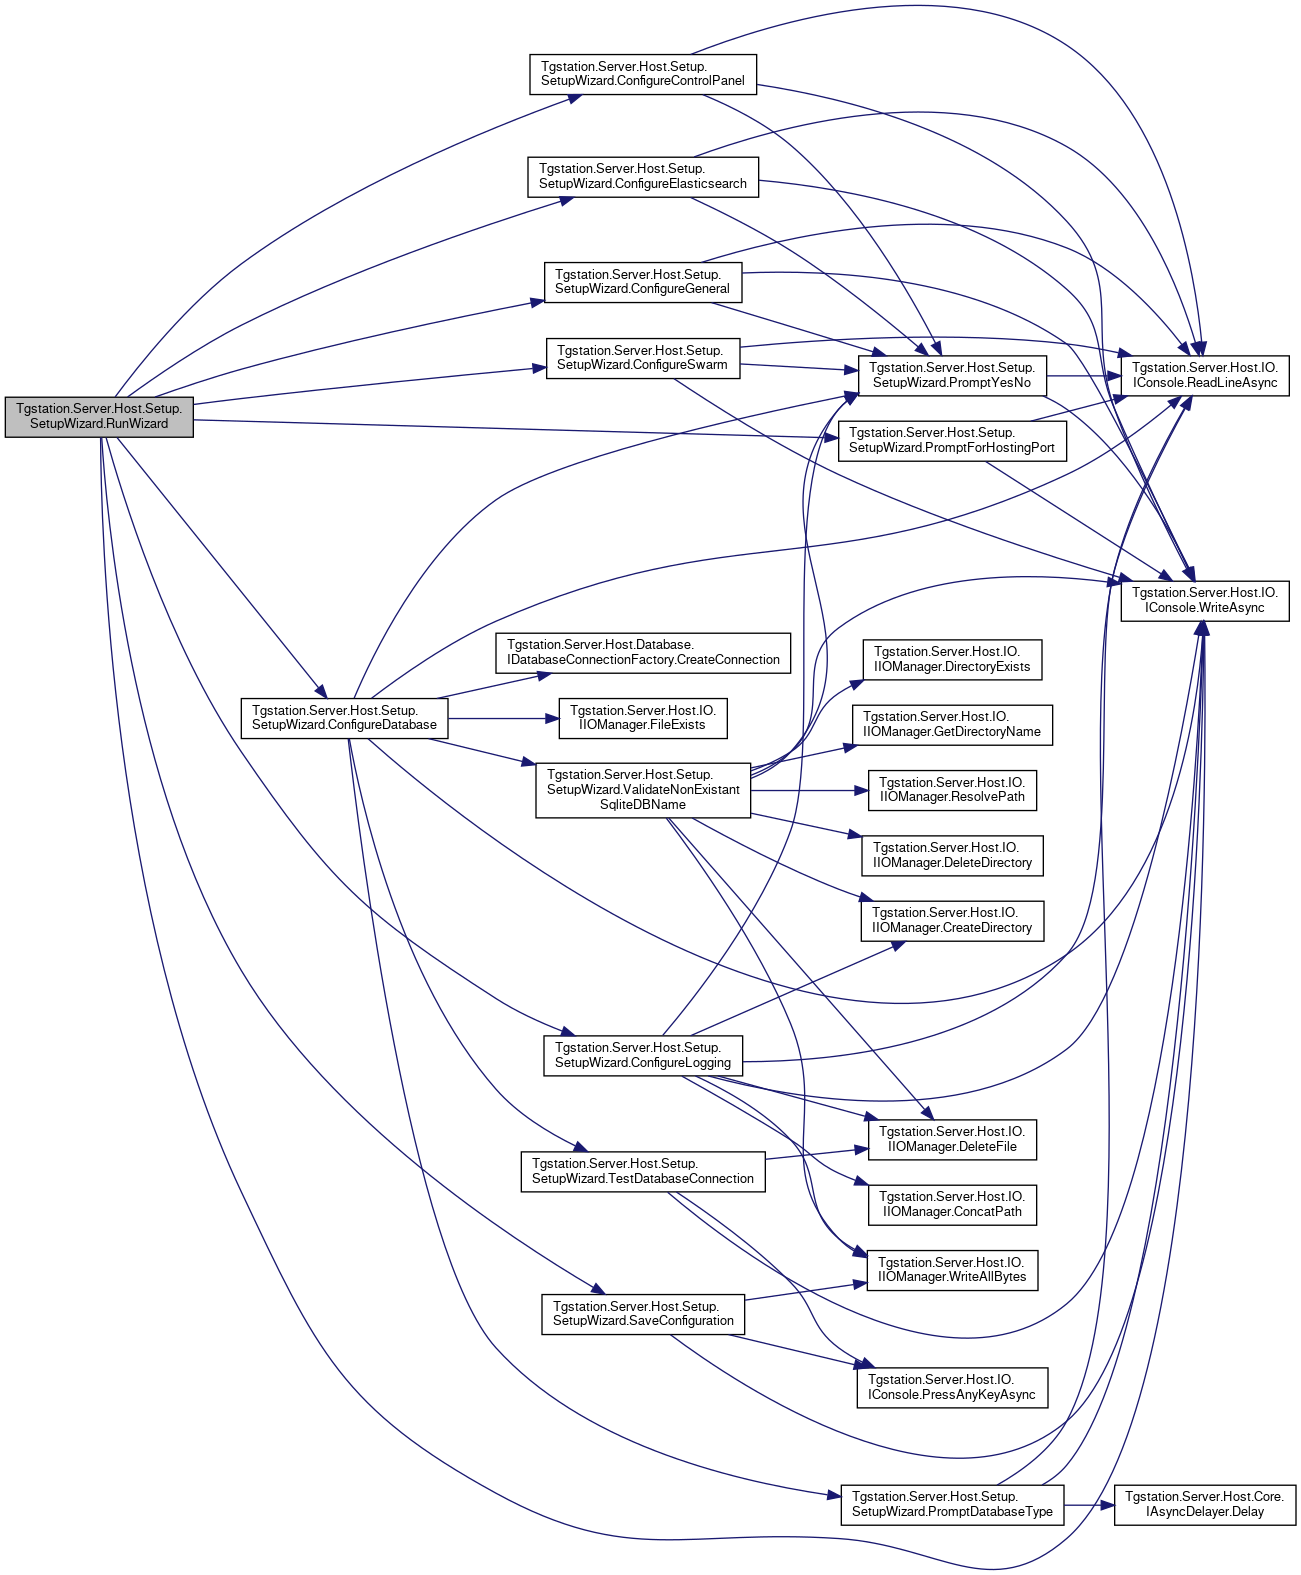 Tgstation.Server.Host.Setup.
SetupWizard.ConfigureControlPanel
Tgstation.Server.Host.Setup.
SetupWizard.ConfigureElasticsearch
Tgstation.Server.Host.Setup.
SetupWizard.ConfigureGeneral
Tgstation.Server.Host.Setup.
SetupWizard.ConfigureSwarm
Tgstation.Server.Host.Setup.
SetupWizard.PromptYesNo
Tgstation.Server.Host.IO.
IConsole.ReadLineAsync
Tgstation.Server.Host.Setup.
SetupWizard.RunWizard
Tgstation.Server.Host.Setup.
SetupWizard.PromptForHostingPort
Tgstation.Server.Host.IO.
IConsole.WriteAsync
Tgstation.Server.Host.Database.
IDatabaseConnectionFactory.CreateConnection
Tgstation.Server.Host.IO.
IIOManager.DirectoryExists
Tgstation.Server.Host.Setup.
SetupWizard.ConfigureDatabase
Tgstation.Server.Host.IO.
IIOManager.FileExists
Tgstation.Server.Host.IO.
IIOManager.GetDirectoryName
Tgstation.Server.Host.Setup.
SetupWizard.ValidateNonExistant
SqliteDBName
Tgstation.Server.Host.IO.
IIOManager.ResolvePath
Tgstation.Server.Host.IO.
IIOManager.DeleteDirectory
Tgstation.Server.Host.IO.
IIOManager.CreateDirectory
Tgstation.Server.Host.Setup.
SetupWizard.ConfigureLogging
Tgstation.Server.Host.IO.
IIOManager.DeleteFile
Tgstation.Server.Host.Setup.
SetupWizard.TestDatabaseConnection
Tgstation.Server.Host.IO.
IIOManager.ConcatPath
Tgstation.Server.Host.IO.
IIOManager.WriteAllBytes
Tgstation.Server.Host.Setup.
SetupWizard.SaveConfiguration
Tgstation.Server.Host.IO.
IConsole.PressAnyKeyAsync
Tgstation.Server.Host.Setup.
SetupWizard.PromptDatabaseType
Tgstation.Server.Host.Core.
IAsyncDelayer.Delay